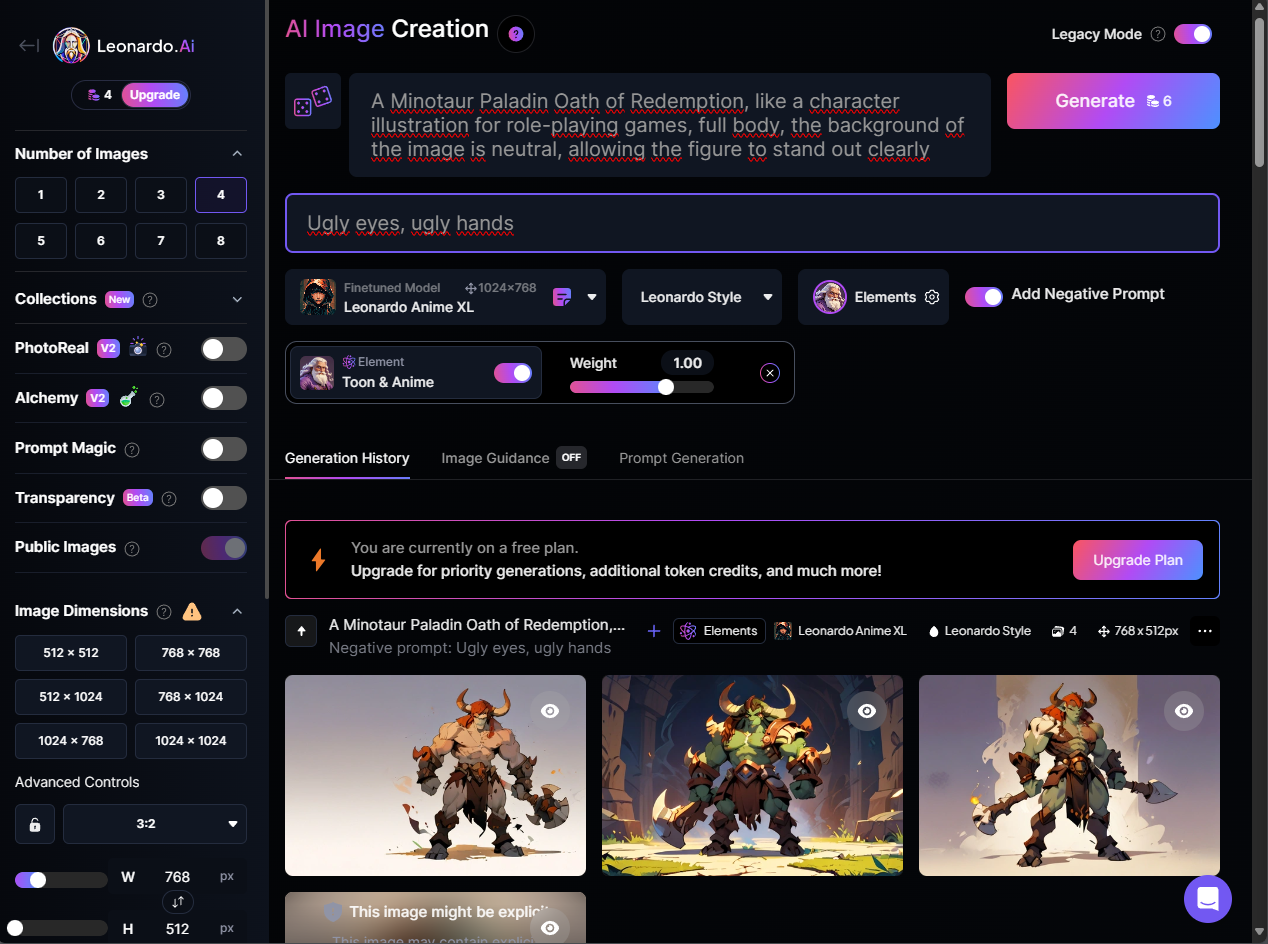 Leonardo.Ai
4 Upgrade
Number of Images
1 2 3 4
5 6 7 8
Collections New ?
PhotoReal V2 ?
Alchemy V2 ?
Prompt Magic ?
Transparency Beta ?
Public Images ?
Image Dimensions ?
512 × 512 768 × 768
512 × 1024 768 × 1024
1024 × 768 1024 × 1024
Advanced Controls
3:2
W 768 px
H 512 px
AI Image Creation ?
Legacy Mode ?
A Minotaur Paladin Oath of Redemption, like a character
illustration for role-playing games, full body, the background of
the image is neutral, allowing the figure to stand out clearly
Generate 6
Ugly eyes, ugly hands
Finetuned Model 1024×768
Leonardo Anime XL
Leonardo Style
Elements
Add Negative Prompt
Element
Toon & Anime
Weight 1.00
Generation History Image Guidance OFF Prompt Generation
You are currently on a free plan.
Upgrade for priority generations, additional token credits, and much more!
Upgrade Plan
A Minotaur Paladin Oath of Redemption,...
Negative prompt: Ugly eyes, ugly hands
Elements Leonardo Anime XL Leonardo Style 4 768 x 512px
This image might be explicit
This image may contain explicit